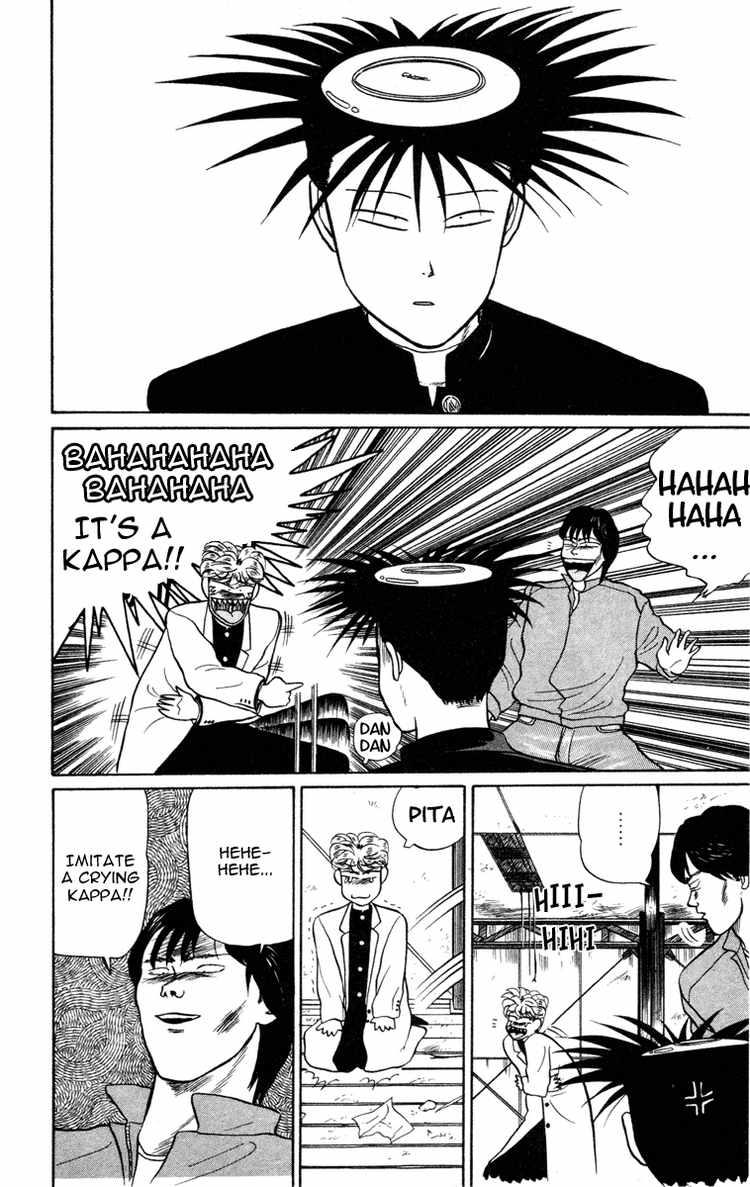 HAHAH
HAHA
...
BAHAHAHAHA
BAHAHAHA
IT'S A
KAPPA!!
DAN
DAN
......
HIII-
HIHI
PITA
HEHE-
HEHE...
IMITATE
A CRYING
KAPPA!!